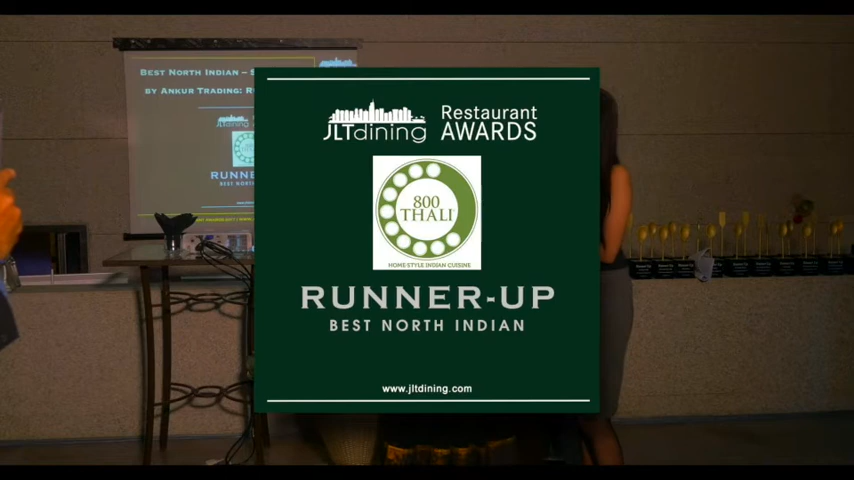 BEST NORTH INDIAN –
BY ANKUR TRADING:
JLTdining
Restaurant
AWARDS
800
THALI
HOME-STYLE INDIAN CUISINE
RUNNER-UP
BEST NORTH INDIAN
www.jltdining.com